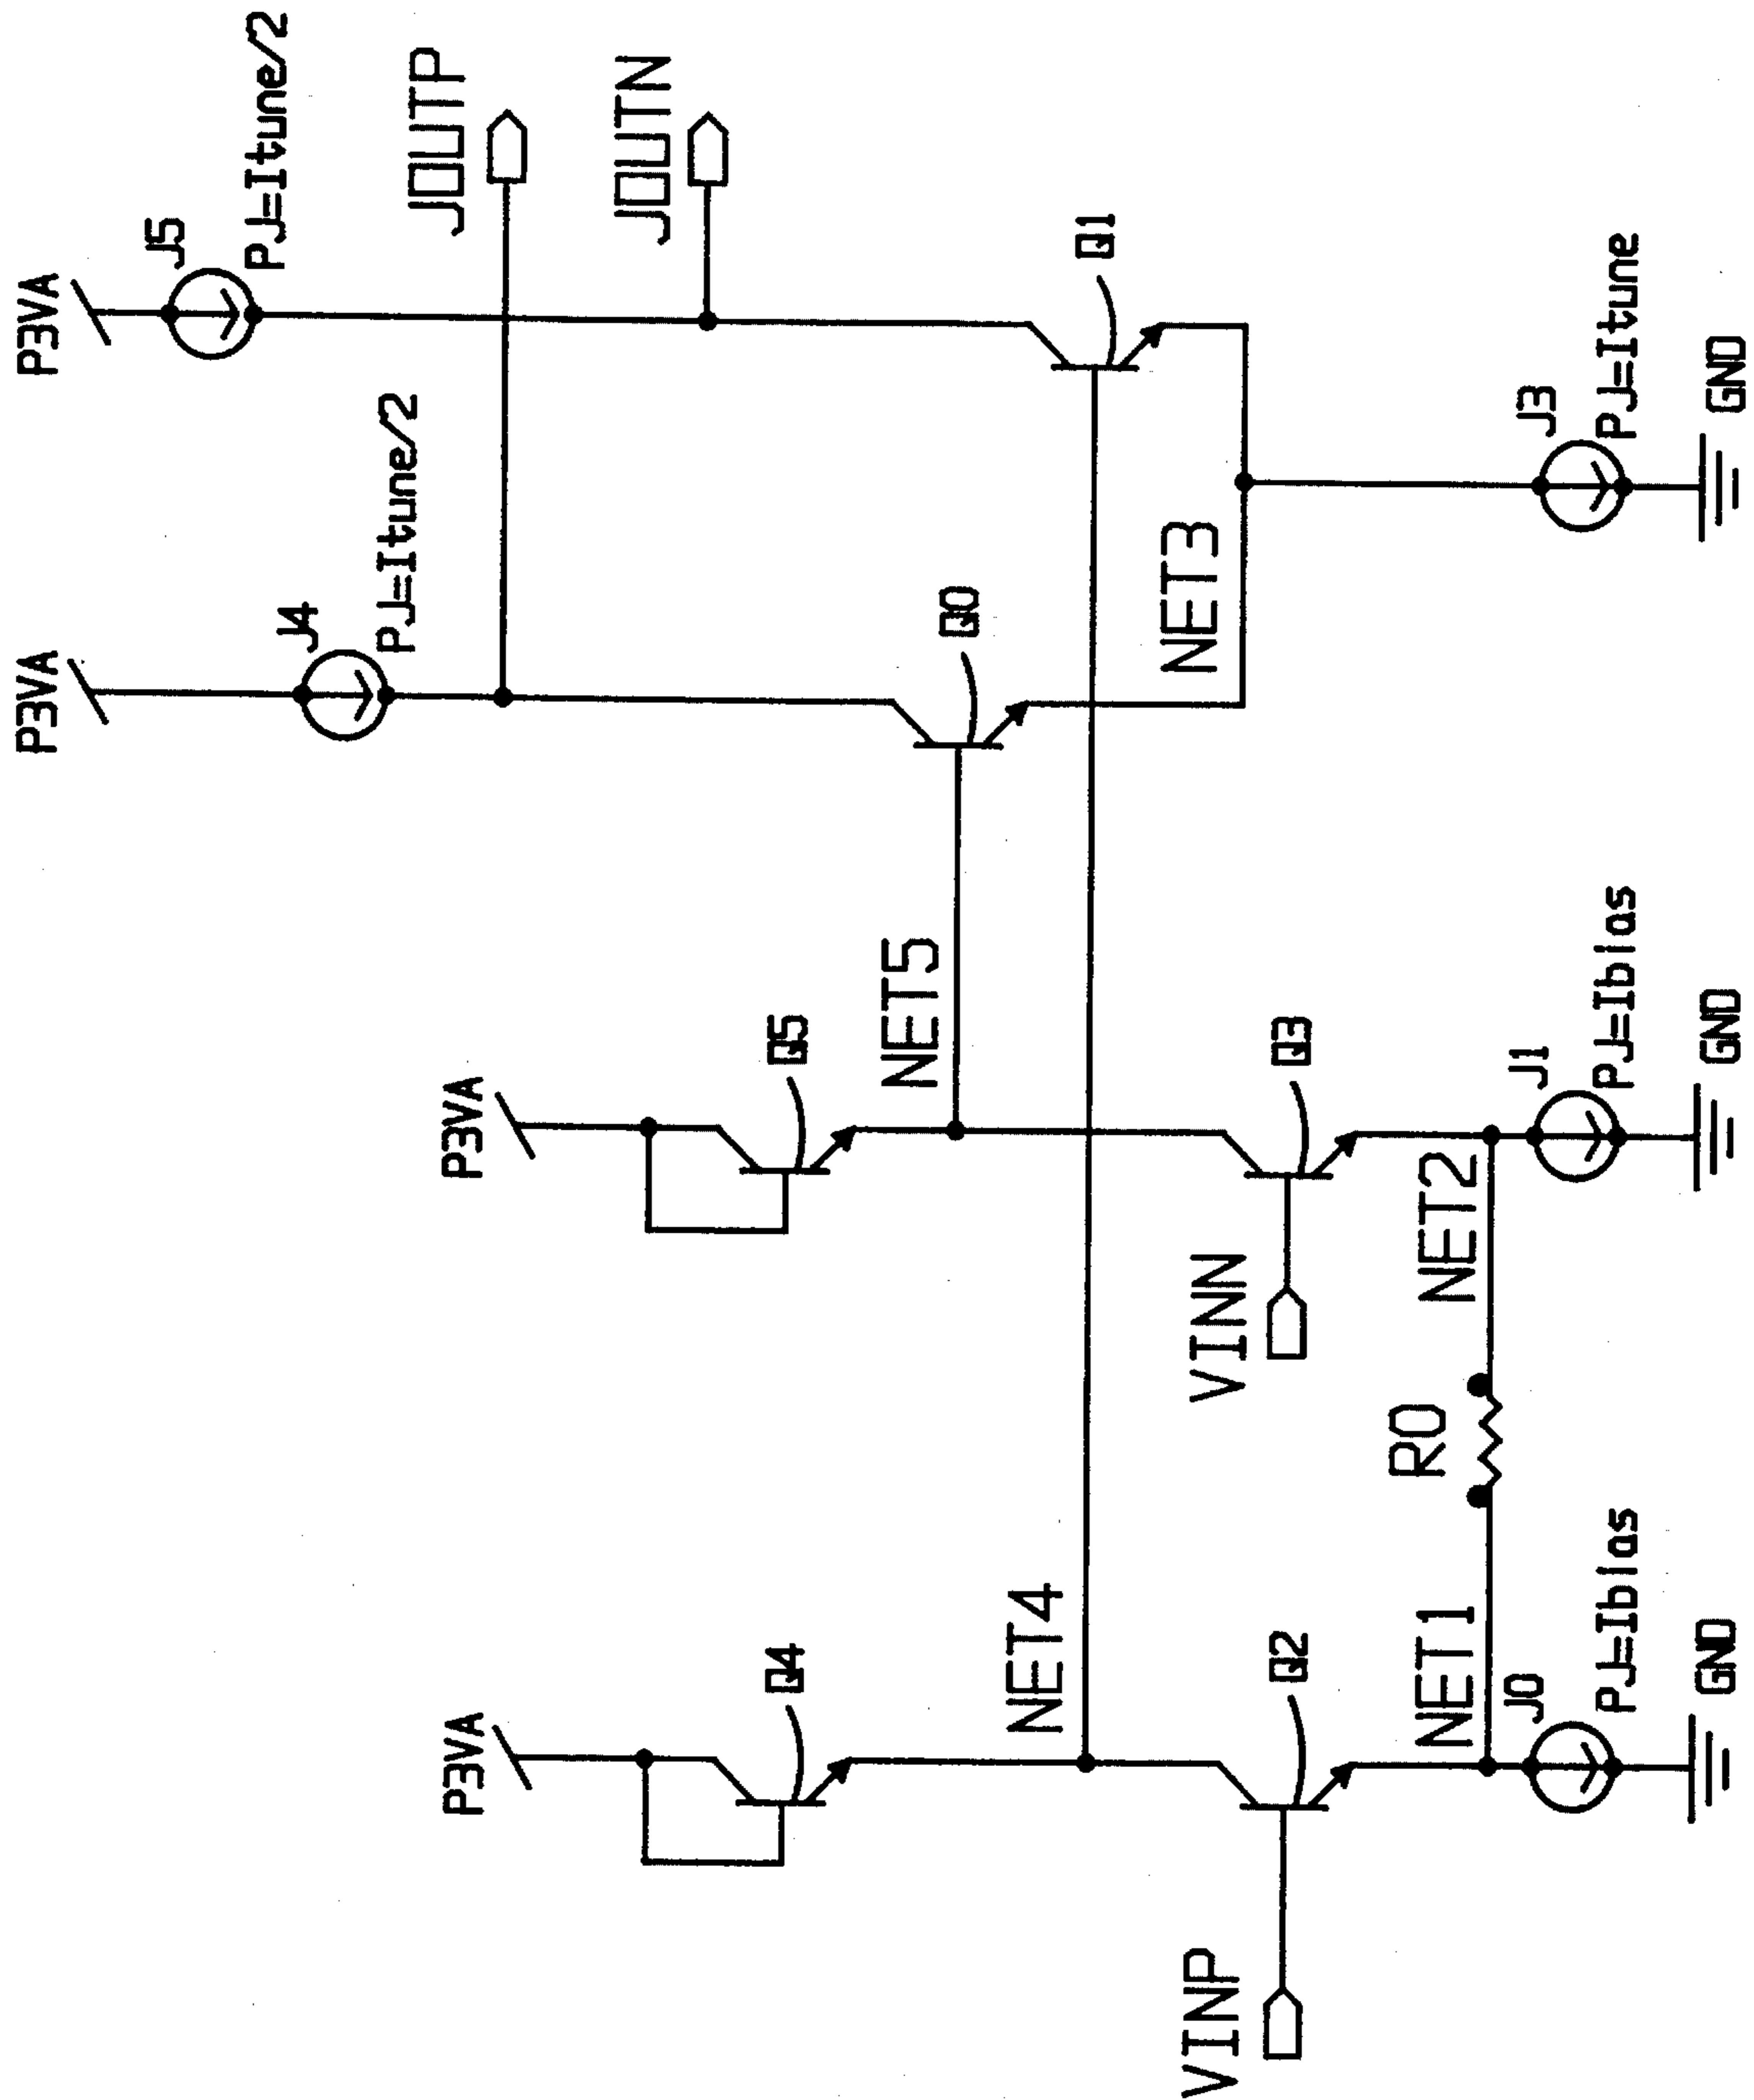 P3VA
P3VA
J5
PJ=Itune/2
J4
PJ=Itune/2
JOUTP
P3VA
P3VA
JOUTN
Q4
Q5
NET5
Q0
NET4
Q1
NET3
VINP
VINN
Q2
Q3
R0
NET1
NET2
J0
J1
J3
PJ=Ibias
PJ=Ibias
PJ=Itune
GND
GND
GND